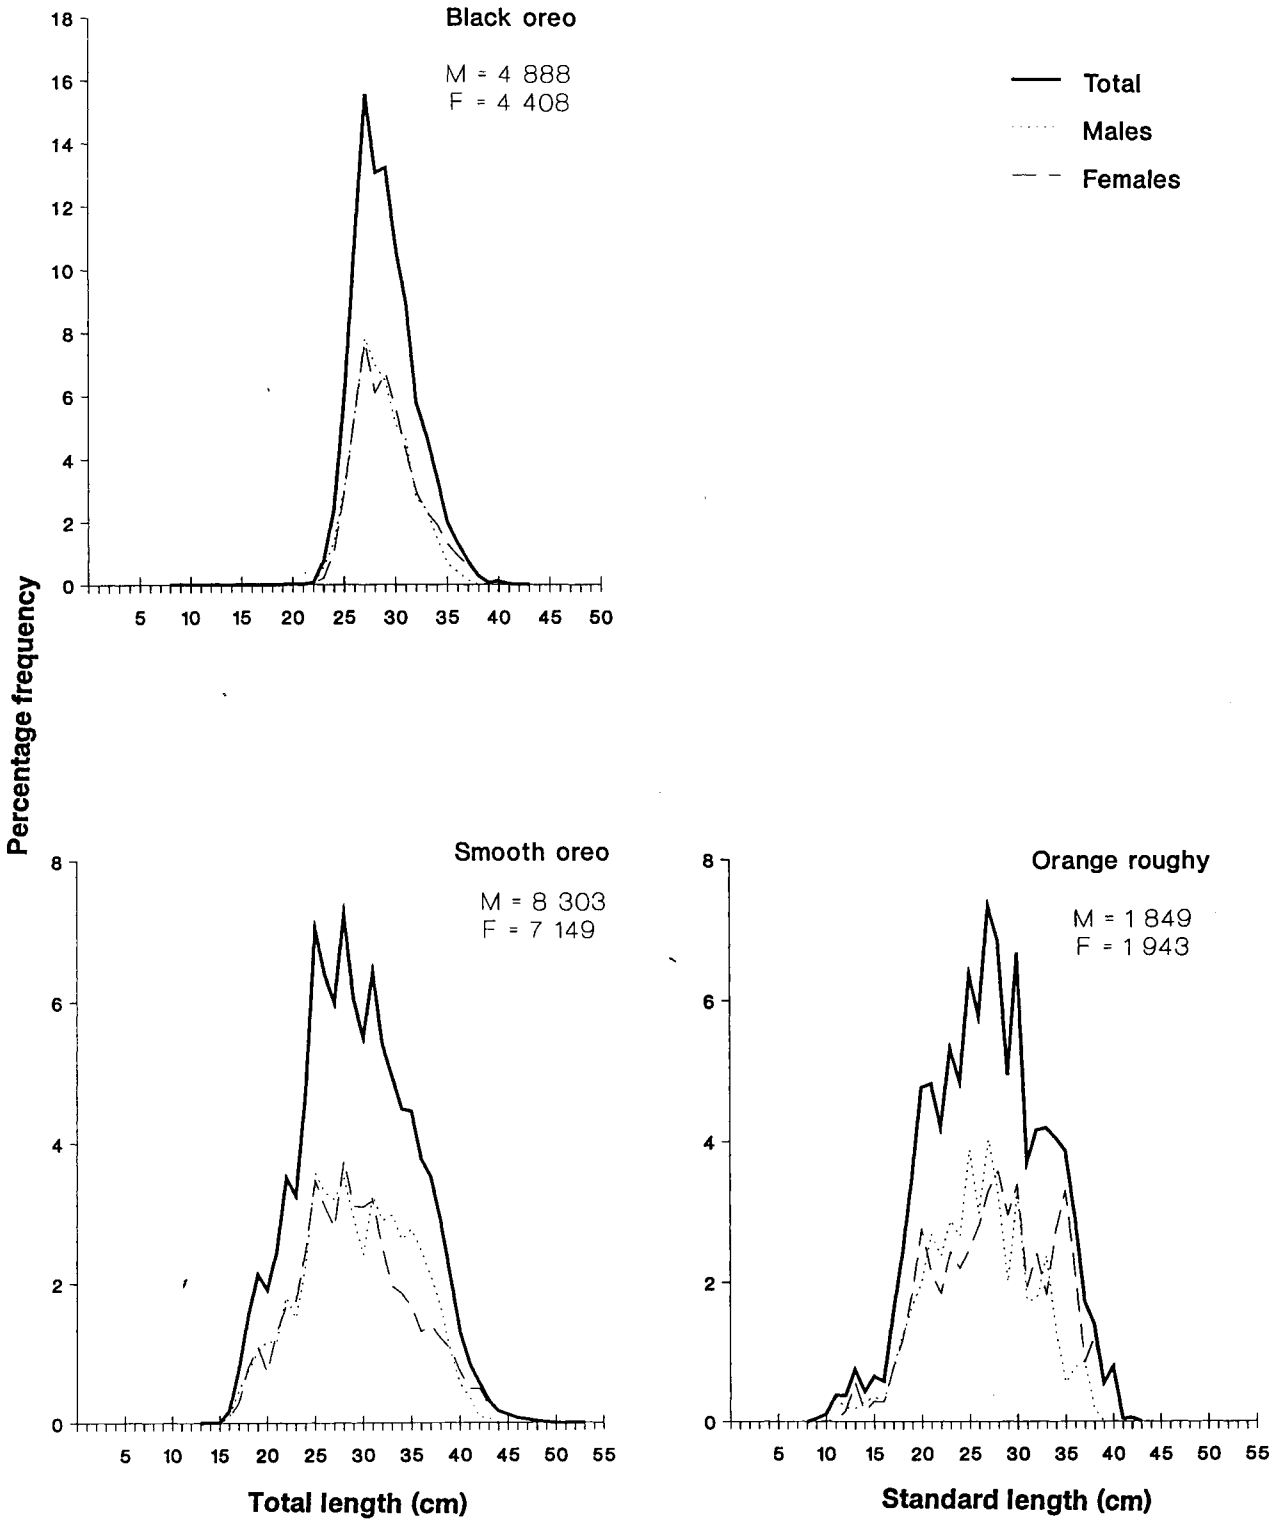 Black oreo
M = 4 888
F = 4 408
18
16
14
12
10
8
6
4
2
0
5 10 15 20 25 30 35 40 45 50
Total
Males
Females
Percentage frequency
Smooth oreo
M = 8 303
F = 7 149
8
6
4
2
0
5 10 15 20 25 30 35 40 45 50 55
Total length (cm)
Orange roughy
M = 1 849
F = 1 943
8
6
4
2
0
5 10 15 20 25 30 35 40 45 50 55
Standard length (cm)